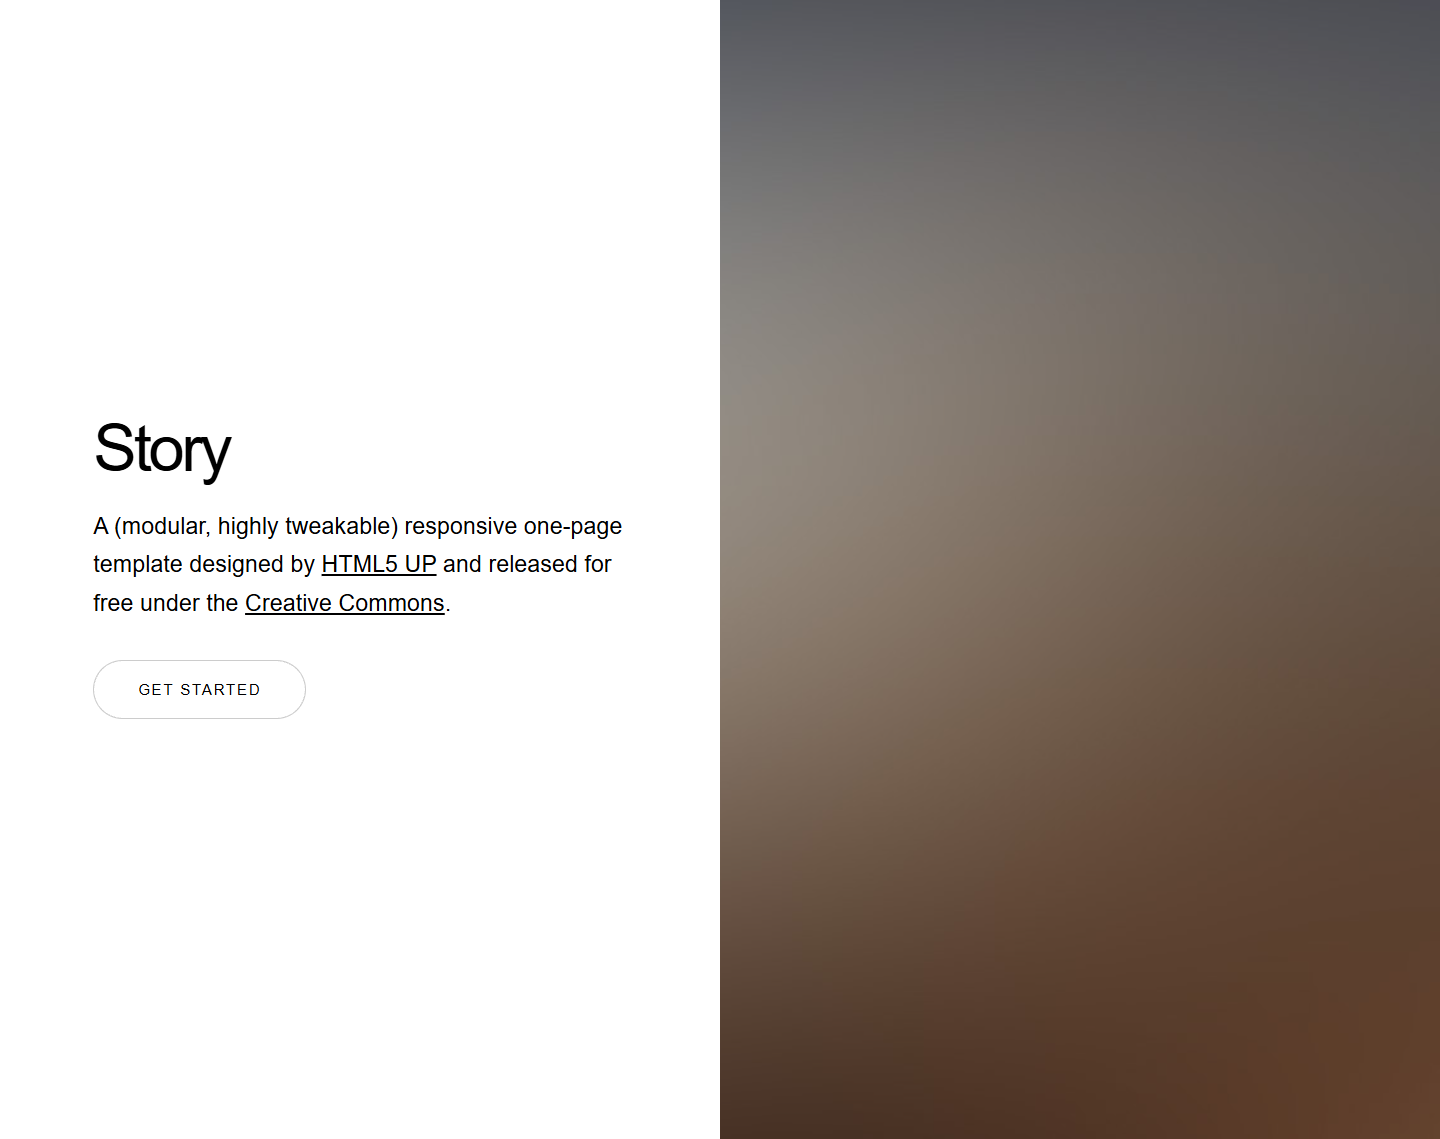 Story
A (modular, highly tweakable) responsive one-page
template designed by HTML5 UP and released for
free under the Creative Commons.
GET STARTED